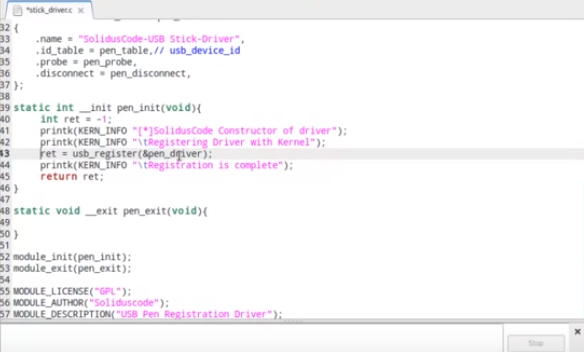 *stick_driver.c
32 {
33 .name = "SolidusCode-USB Stick-Driver",
34 .id_table = pen_table,// usb_device_id
35 .probe = pen_probe,
36 .disconnect = pen_disconnect,
37 };
38
39 static int __init pen_init(void){
40 int ret = -1;
41 printk(KERN_INFO "[*]SolidusCode Constructor of driver");
42 printk(KERN_INFO "\tRegistering Driver with Kernel");
43 ret = usb_register(&pen_driver);
44 printk(KERN_INFO "\tRegistration is complete");
45 return ret;
46 }
47
48 static void __exit pen_exit(void){
49
50 }
51
52 module_init(pen_init);
53 module_exit(pen_exit);
54
55 MODULE_LICENSE("GPL");
56 MODULE_AUTHOR("Soliduscode");
57 MODULE_DESCRIPTION("USB Pen Registration Driver");
Stop